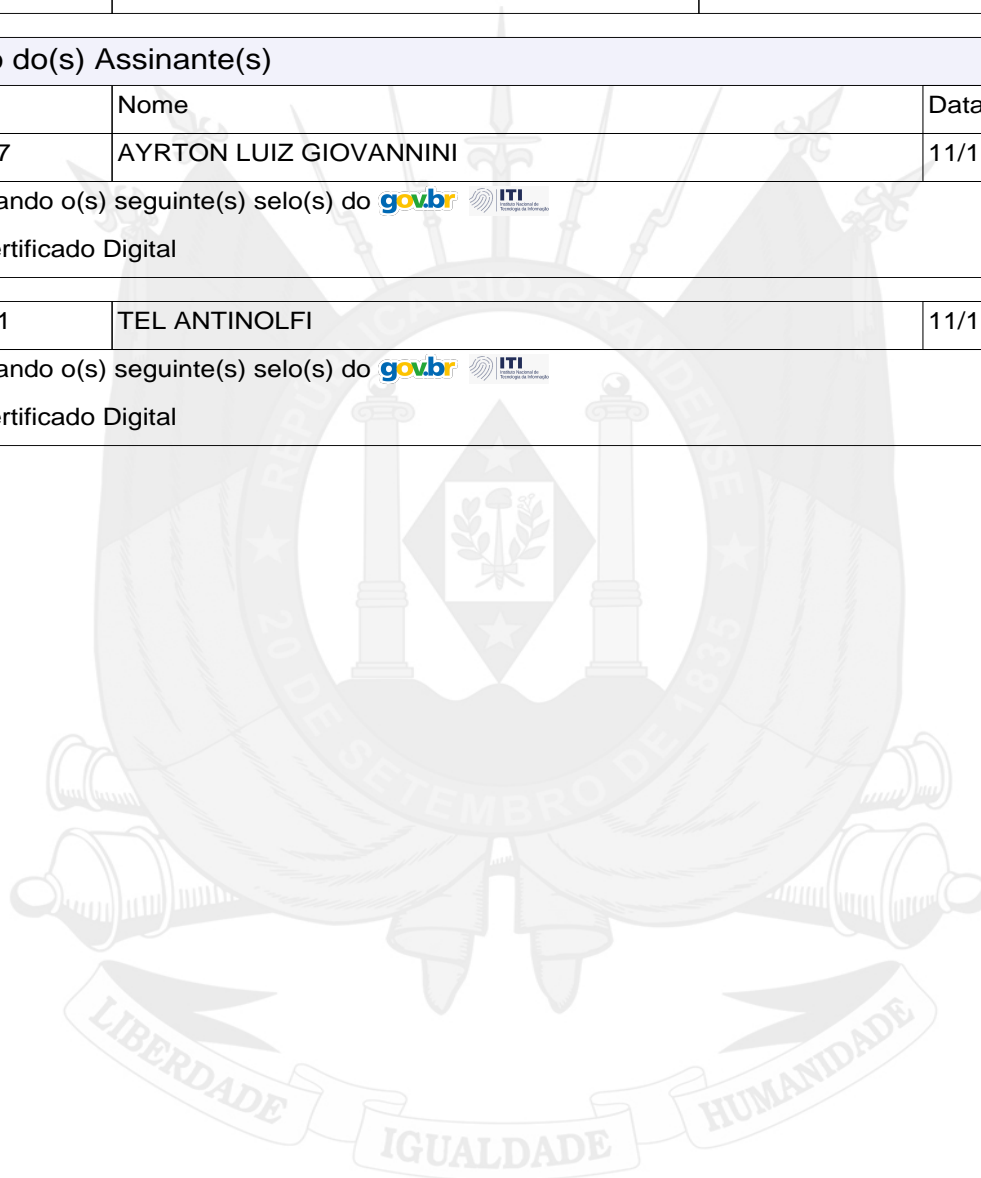 o do(s) Assinante(s)
Nome Data
7 AYRTON LUIZ GIOVANNINI 11/1
ando o(s) seguinte(s) selo(s) do gov.br ITI
rtificado Digital
1 TEL ANTINOLFI 11/1
ando o(s) seguinte(s) selo(s) do gov.br ITI
rtificado Digital
REPÚBLICA RIO-GRANDENSE
20 DE SETEMBRO DE 1835
LIBERDADE IGUALDADE HUMANIDADE